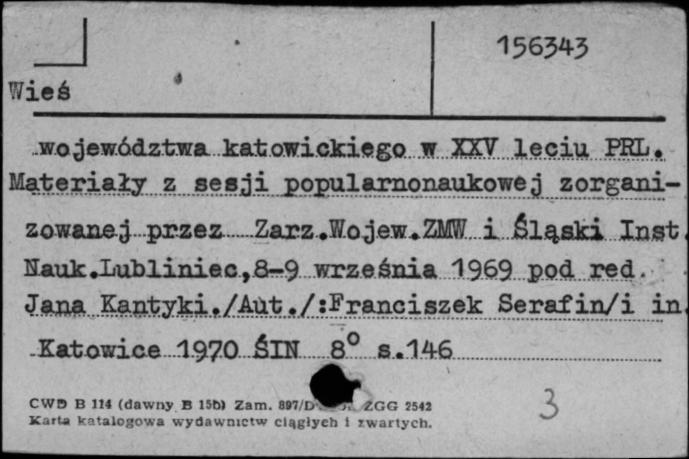 156343
Wieś
województwa katowickiego w XXV leciu PRL.
Materiały z sesji popularnonaukowej zorgani-
zowanej przez Zarz.Wojew.ZMW i Śląski Inst.
Nauk.Lubliniec,8-9 września 1969 pod red.
Jana Kantyki./Aut./:Franciszek Serafin/i in.
Katowice 1970 ŚIN 8° s.146
CWD B 114 (dawny B 15b) Zam. ZGG 2542
Karta katalogowa wydawnictw ciągłych i zwartych.
3